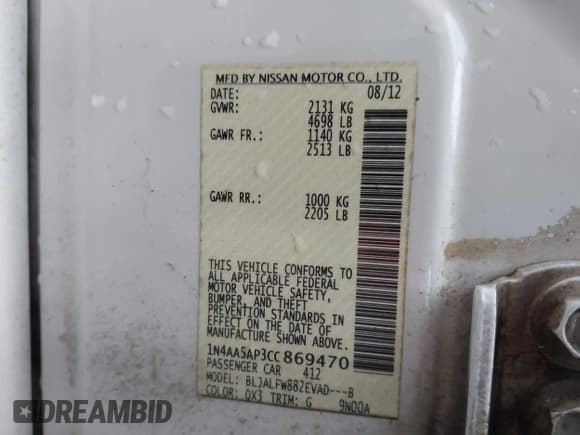 MFD BY NISSAN MOTOR CO., LTD.
DATE: 08/12
GVWR: 2131 KG
4698 LB
GAWR FR.: 1140 KG
2513 LB
GAWR RR.: 1000 KG
2205 LB
THIS VEHICLE CONFORMS TO
ALL APPLICABLE FEDERAL
MOTOR VEHICLE SAFETY,
BUMPER, AND THEFT
PREVENTION STANDARDS IN
EFFECT ON THE DATE OF
MANUFACTURE SHOWN ABOVE.
1N4AA5AP3CC869470
PASSENGER CAR 412
MODEL: BLJALFW882EVAD---B
COLOR: QX3 TRIM: G 9N00A
DREAMBID